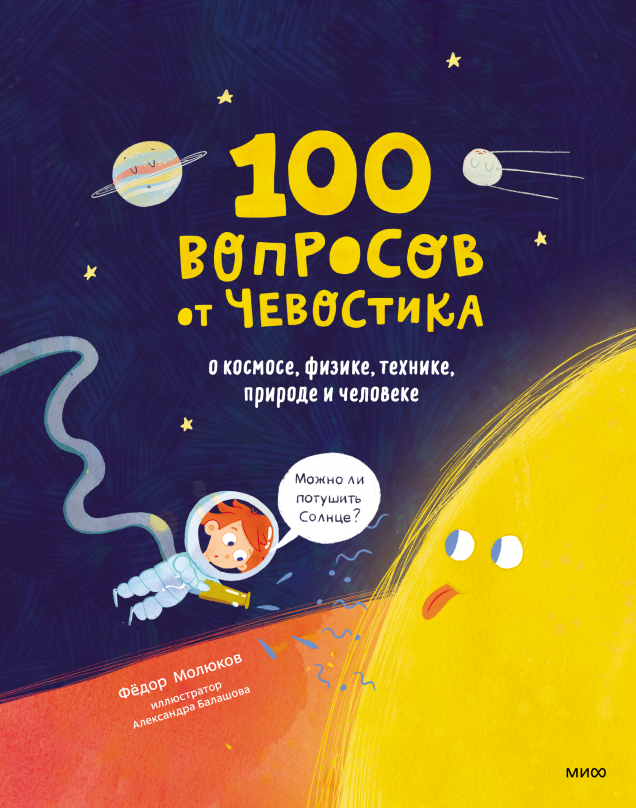 100
ВОПРОСОВ
от ЧЕВОСТИКА
о космосе, физике, технике,
природе и человеке
Можно ли
потушить
Солнце?
Фёдор Молюков
иллюстратор
Александра Балашова
МИФ